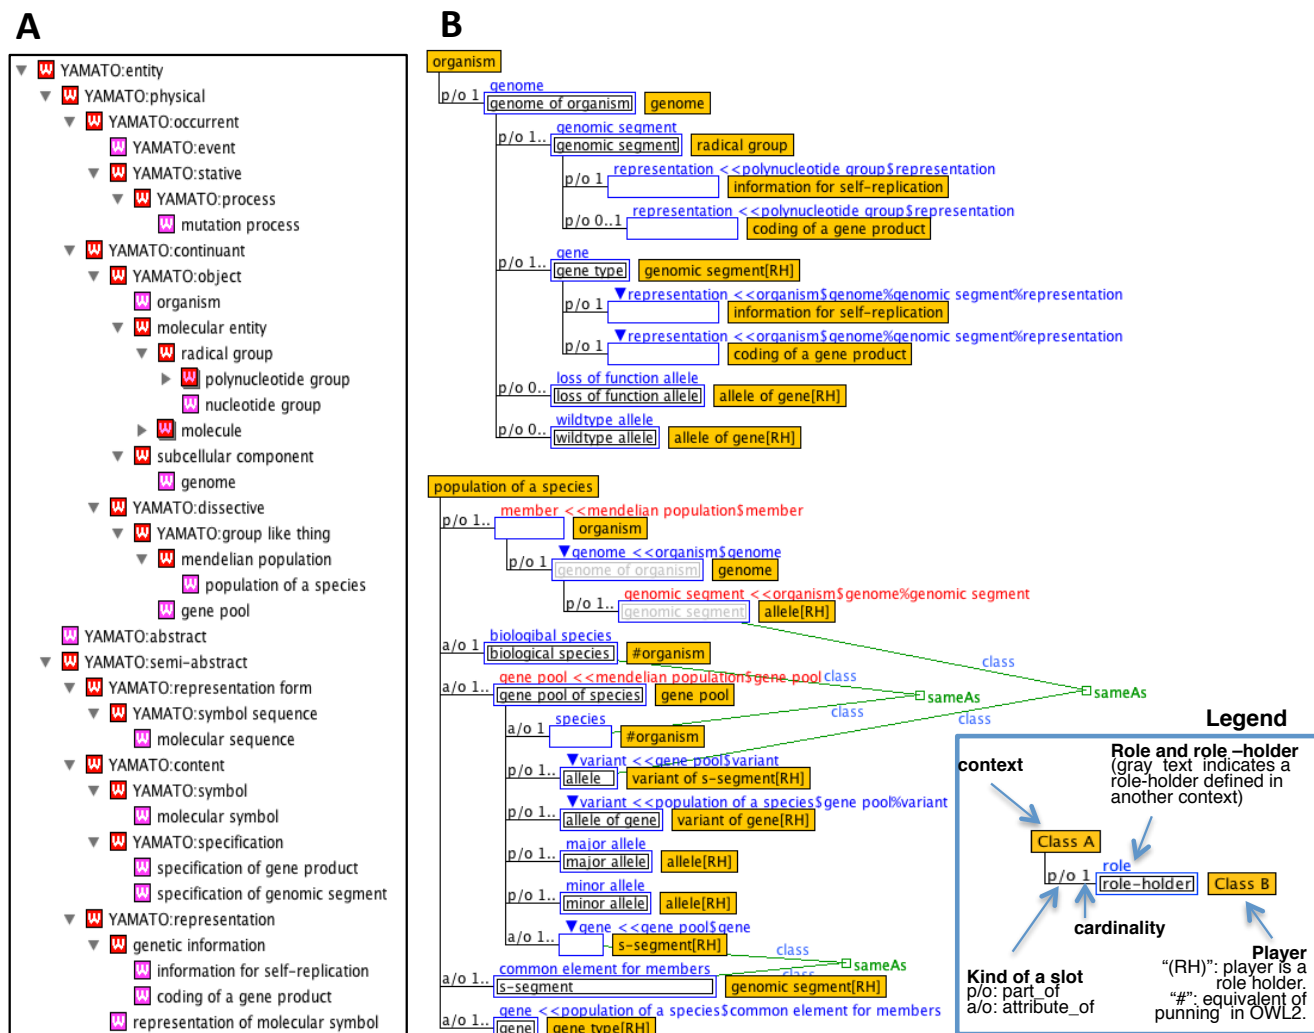 A
YAMATO:entity
YAMATO:physical
YAMATO:occurrent
YAMATO:event
YAMATO:stative
YAMATO:process
mutation process
YAMATO:continuant
YAMATO:object
organism
molecular entity
radical group
polynucleotide group
nucleotide group
molecule
subcellular component
genome
YAMATO:dissective
YAMATO:group like thing
mendelian population
population of a species
gene pool
YAMATO:abstract
YAMATO:semi-abstract
YAMATO:representation form
YAMATO:symbol sequence
molecular sequence
YAMATO:content
YAMATO:symbol
molecular symbol
YAMATO:specification
specification of gene product
specification of genomic segment
YAMATO:representation
genetic information
information for self-replication
coding of a gene product
representation of molecular symbol
B
organism
genome
p/o 1 genome of organism genome
genomic segment
p/o 1.. genomic segment radical group
representation <<polynucleotide group$representation
p/o 1 information for self-replication
representation <<polynucleotide group$representation
p/o 0..1 coding of a gene product
gene
p/o 1.. gene type genomic segment[RH]
▼representation <<organism$genome%genomic segment%representation
p/o 1 information for self-replication
▼representation <<organism$genome%genomic segment%representation
p/o 1 coding of a gene product
loss of function allele
p/o 0.. loss of function allele allele of gene[RH]
wildtype allele
p/o 0.. wildtype allele allele of gene[RH]
population of a species
member <<mendelian population$member
p/o 1.. organism
▼genome <<organism$genome
p/o 1 genome of organism genome
genomic segment <<organism$genome%genomic segment
p/o 1.. genomic segment allele[RH]
biologibal species
a/o 1 biological species #organism
class
gene pool <<mendelian population$gene pool class
a/o 1.. gene pool of species gene pool
sameAs
sameAs
species class class
a/o 1 #organism
▼variant <<gene pool$variant
p/o 1.. allele variant of s-segment[RH]
▼variant <<population of a species$gene pool%variant
p/o 1.. allele of gene variant of gene[RH]
major allele
p/o 1.. major allele allele[RH]
minor allele
p/o 1.. minor allele allele[RH]
▼gene <<gene pool$gene
a/o 1.. s-segment[RH]
class
common element for members class sameAs
a/o 1.. s-segment genomic segment[RH]
gene <<population of a species$common element for members
a/o 1.. gene gene type[RH]
Legend
context
Role and role –holder
(gray text indicates a
role-holder defined in
another context)
Class A
role
p/o 1 role-holder Class B
cardinality
Kind of a slot
p/o: part_of
a/o: attribute_of
Player
“(RH)”: player is a
role holder.
“#”: equivalent of
punning in OWL2.